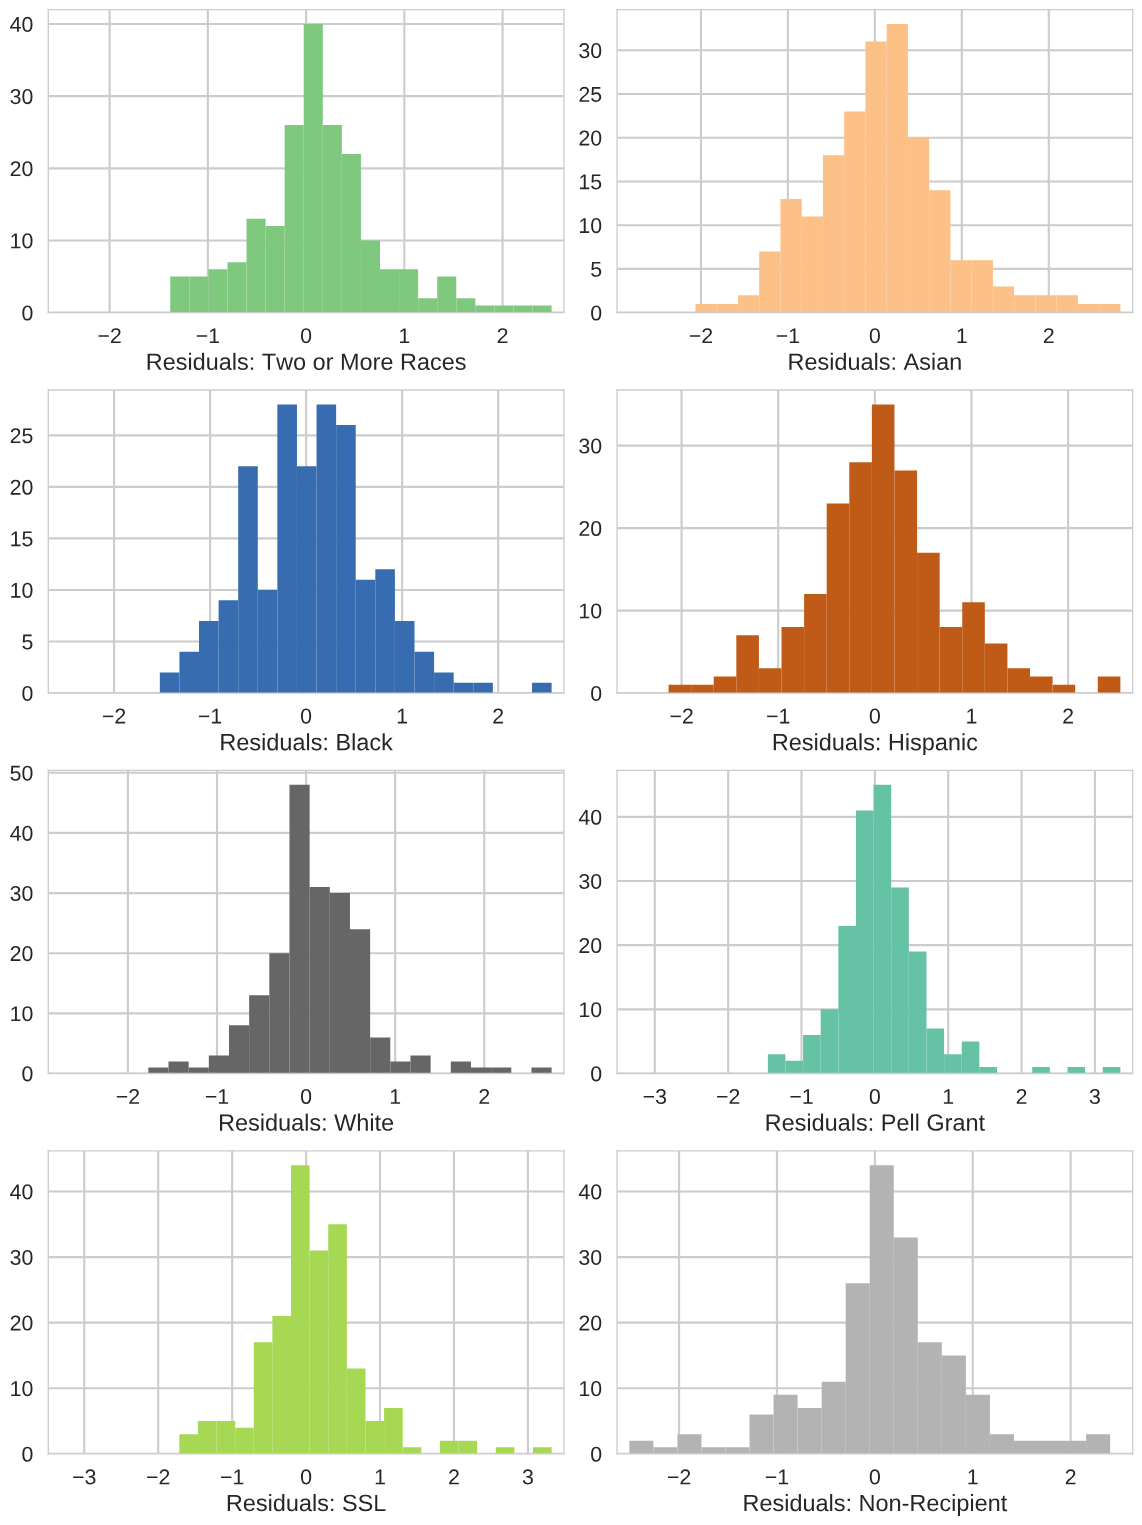 40
30
20
10
0
−2 −1 0 1 2
Residuals: Two or More Races
30
25
20
15
10
5
0
−2 −1 0 1 2
Residuals: Asian
25
20
15
10
5
0
−2 −1 0 1 2
Residuals: Black
30
20
10
0
−2 −1 0 1 2
Residuals: Hispanic
50
40
30
20
10
0
−2 −1 0 1 2
Residuals: White
40
30
20
10
0
−3 −2 −1 0 1 2 3
Residuals: Pell Grant
40
30
20
10
0
−3 −2 −1 0 1 2 3
Residuals: SSL
40
30
20
10
0
−2 −1 0 1 2
Residuals: Non-Recipient